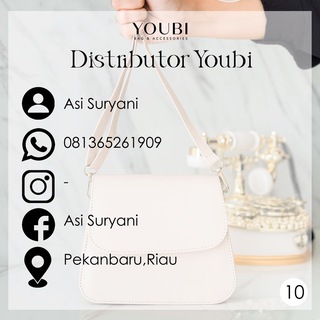 YOUBI
BAG & ACCESSORIES
Distributor Youbi
Asi Suryani
081365261909
-
Asi Suryani
Pekanbaru,Riau
10